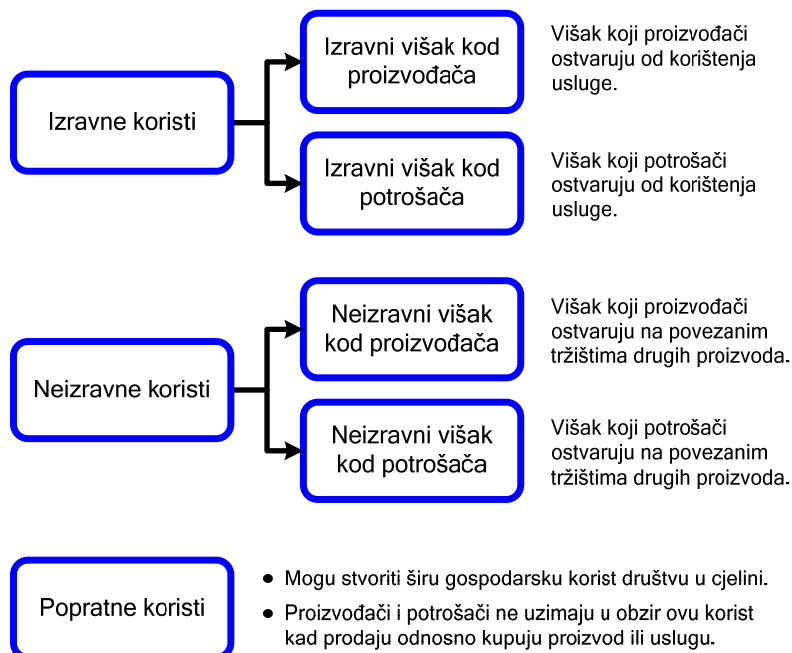 Izravne koristi
Izravni višak kod
proizvođača
Višak koji proizvođači
ostvaruju od korištenja
usluge.
Izravni višak kod
potrošača
Višak koji potrošači
ostvaruju od korištenja
usluge.
Neizravne koristi
Neizravni višak
kod proizvođača
Višak koji proizvođači
ostvaruju na povezanim
tržištima drugih proizvoda.
Neizravni višak
kod potrošača
Višak koji potrošači
ostvaruju na povezanim
tržištima drugih proizvoda.
Popratne koristi
• Mogu stvoriti širu gospodarsku korist društvu u cjelini.
• Proizvođači i potrošači ne uzimaju u obzir ovu korist
kad prodaju odnosno kupuju proizvod ili uslugu.